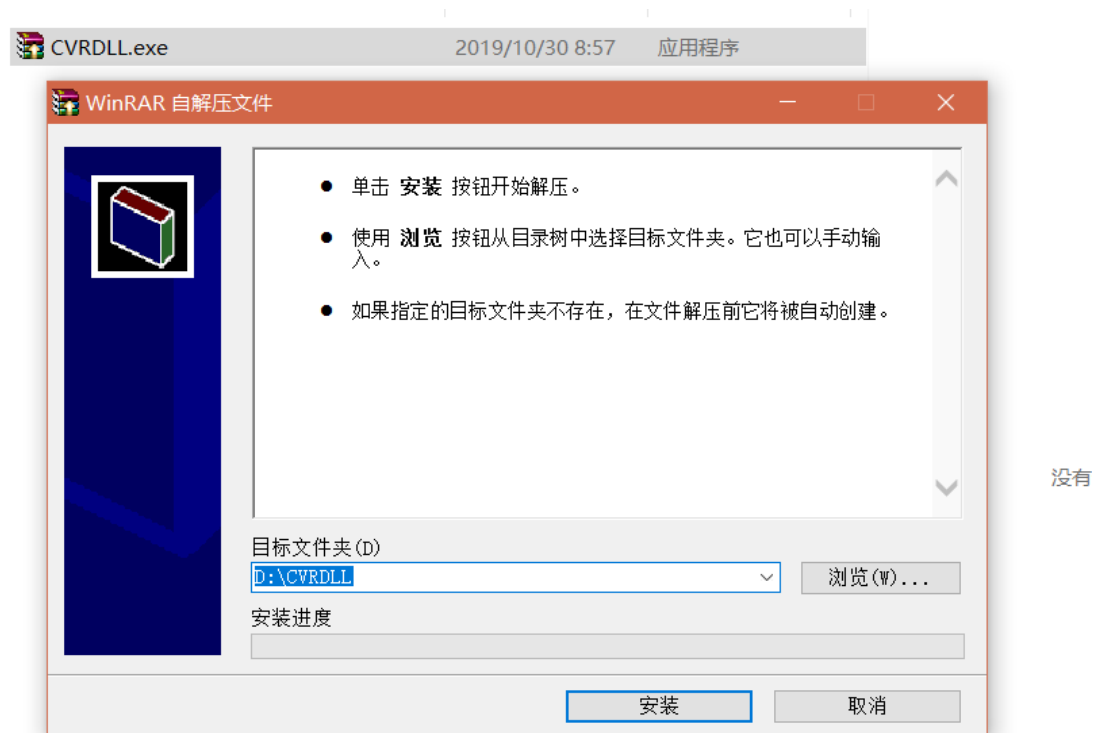 CVRDLL.exe 2019/10/30 8:57 应用程序
WinRAR 自解压文件
● 单击 安装 按钮开始解压。
● 使用 浏览 按钮从目录树中选择目标文件夹。它也可以手动输
入。
● 如果指定的目标文件夹不存在，在文件解压前它将被自动创建。
没有
目标文件夹(D)
D:\CVRDLL
浏览(W)...
安装进度
安装
取消